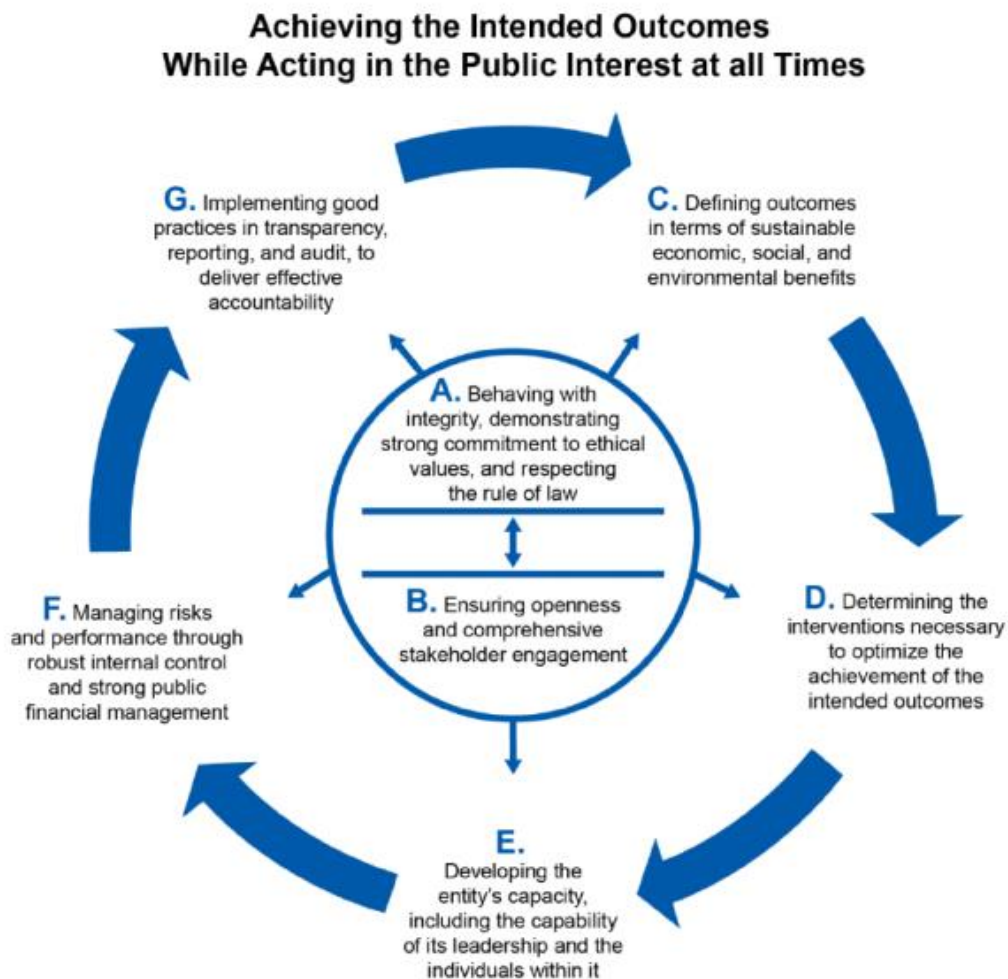 Achieving the Intended Outcomes
While Acting in the Public Interest at all Times
G. Implementing good
practices in transparency,
reporting, and audit, to
deliver effective
accountability
C. Defining outcomes
in terms of sustainable
economic, social, and
environmental benefits
A. Behaving with
integrity, demonstrating
strong commitment to ethical
values, and respecting
the rule of law
B. Ensuring openness
and comprehensive
stakeholder engagement
F. Managing risks
and performance through
robust internal control
and strong public
financial management
D. Determining the
interventions necessary
to optimize the
achievement of the
intended outcomes
E.
Developing the
entity's capacity,
including the capability
of its leadership and the
individuals within it